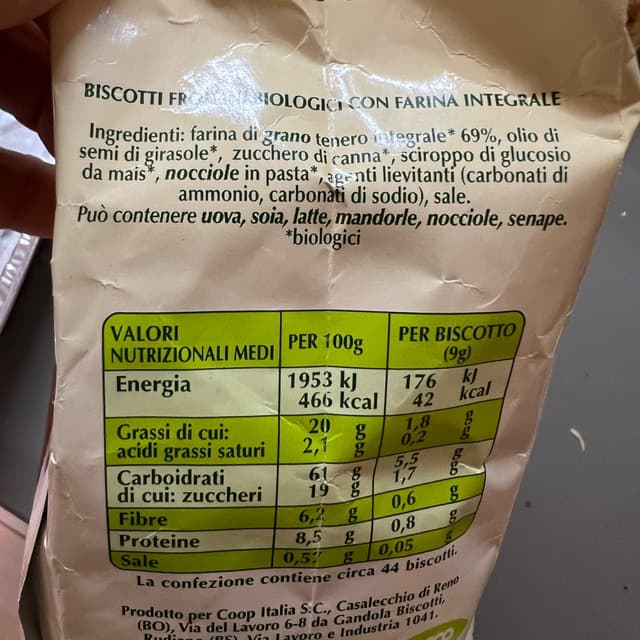 BISCOTTI BIOLOGICI CON FARINA INTEGRALE
Ingredienti: farina di grano tenero integrale* 69%, olio di
semi di girasole*, zucchero di canna*, sciroppo di glucosio
da mais*, nocciole in pasta*, agenti lievitanti (carbonati di
ammonio, carbonati di sodio), sale.
Può contenere uova, soia, latte, mandorle, nocciole, senape.
*biologici
VALORI NUTRIZIONALI MEDI PER 100g PER BISCOTTO (9g)
Energia 1953 kJ 176 kJ
466 kcal 42 kcal
Grassi di cui: 20 g 1,8 g
acidi grassi saturi 2,1 g 0,2 g
Carboidrati 61 g 5,5 g
di cui: zuccheri 19 g 1,7 g
Fibre 6,2 g 0,6 g
Proteine 8,5 g 0,8 g
Sale g 0,05 g
La confezione contiene circa 44 biscotti.
Prodotto per Coop Italia S.C., Casalecchio di Reno
(BO), Via del Lavoro 6-8 da Gandola Biscotti,
Via Lavoro e Industria 1041.